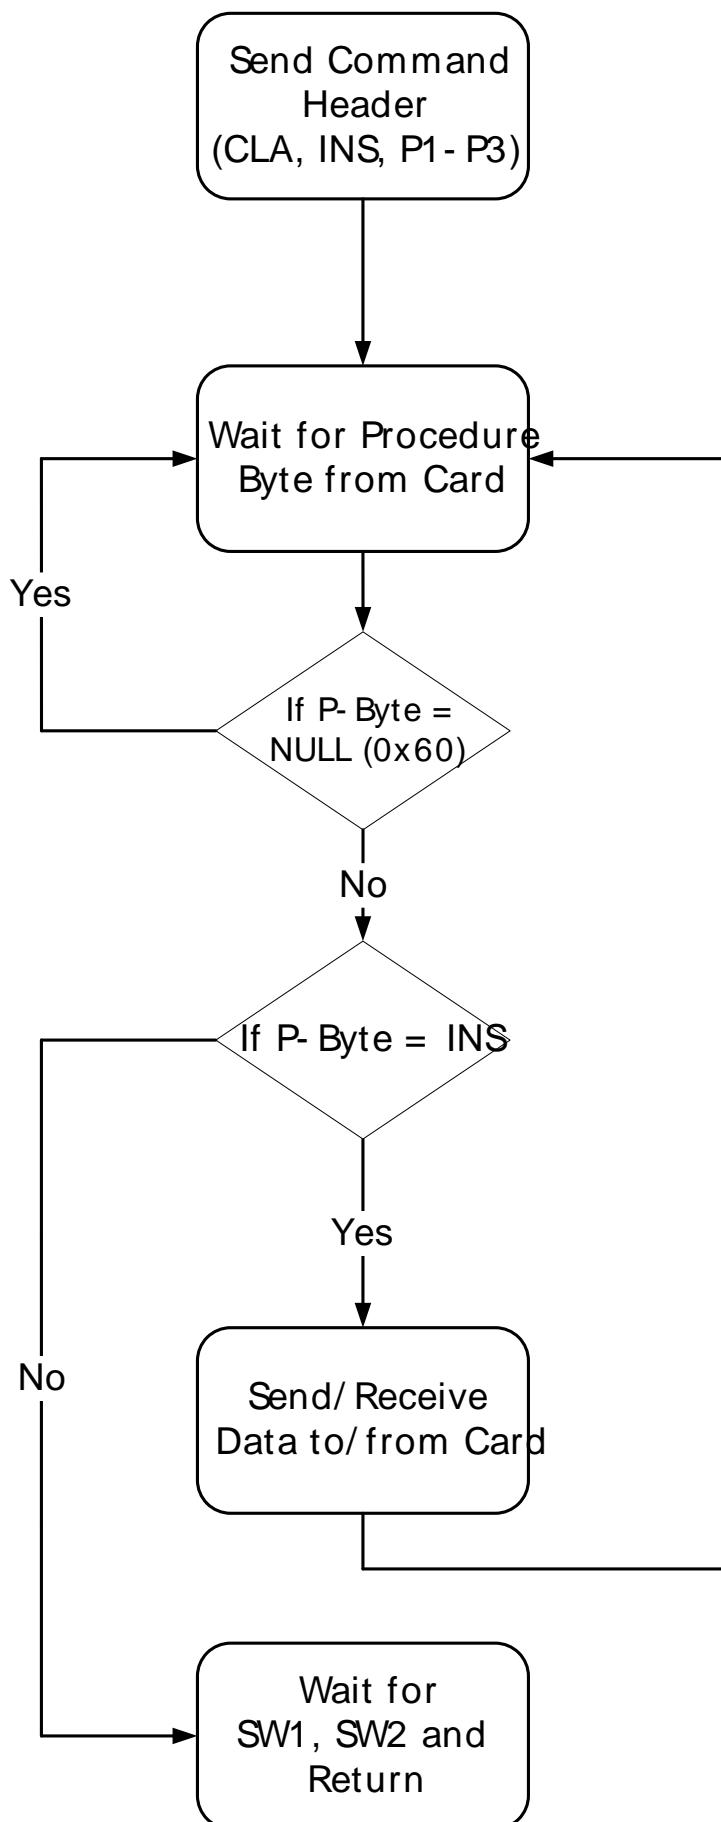 Send Command
Header
(CLA, INS, P1-P3)
Wait for Procedure
Byte from Card
Yes
If P-Byte =
NULL (0x60)
No
If P-Byte = INS
Yes
No
Send/Receive
Data to/from Card
Wait for
SW1, SW2 and
Return